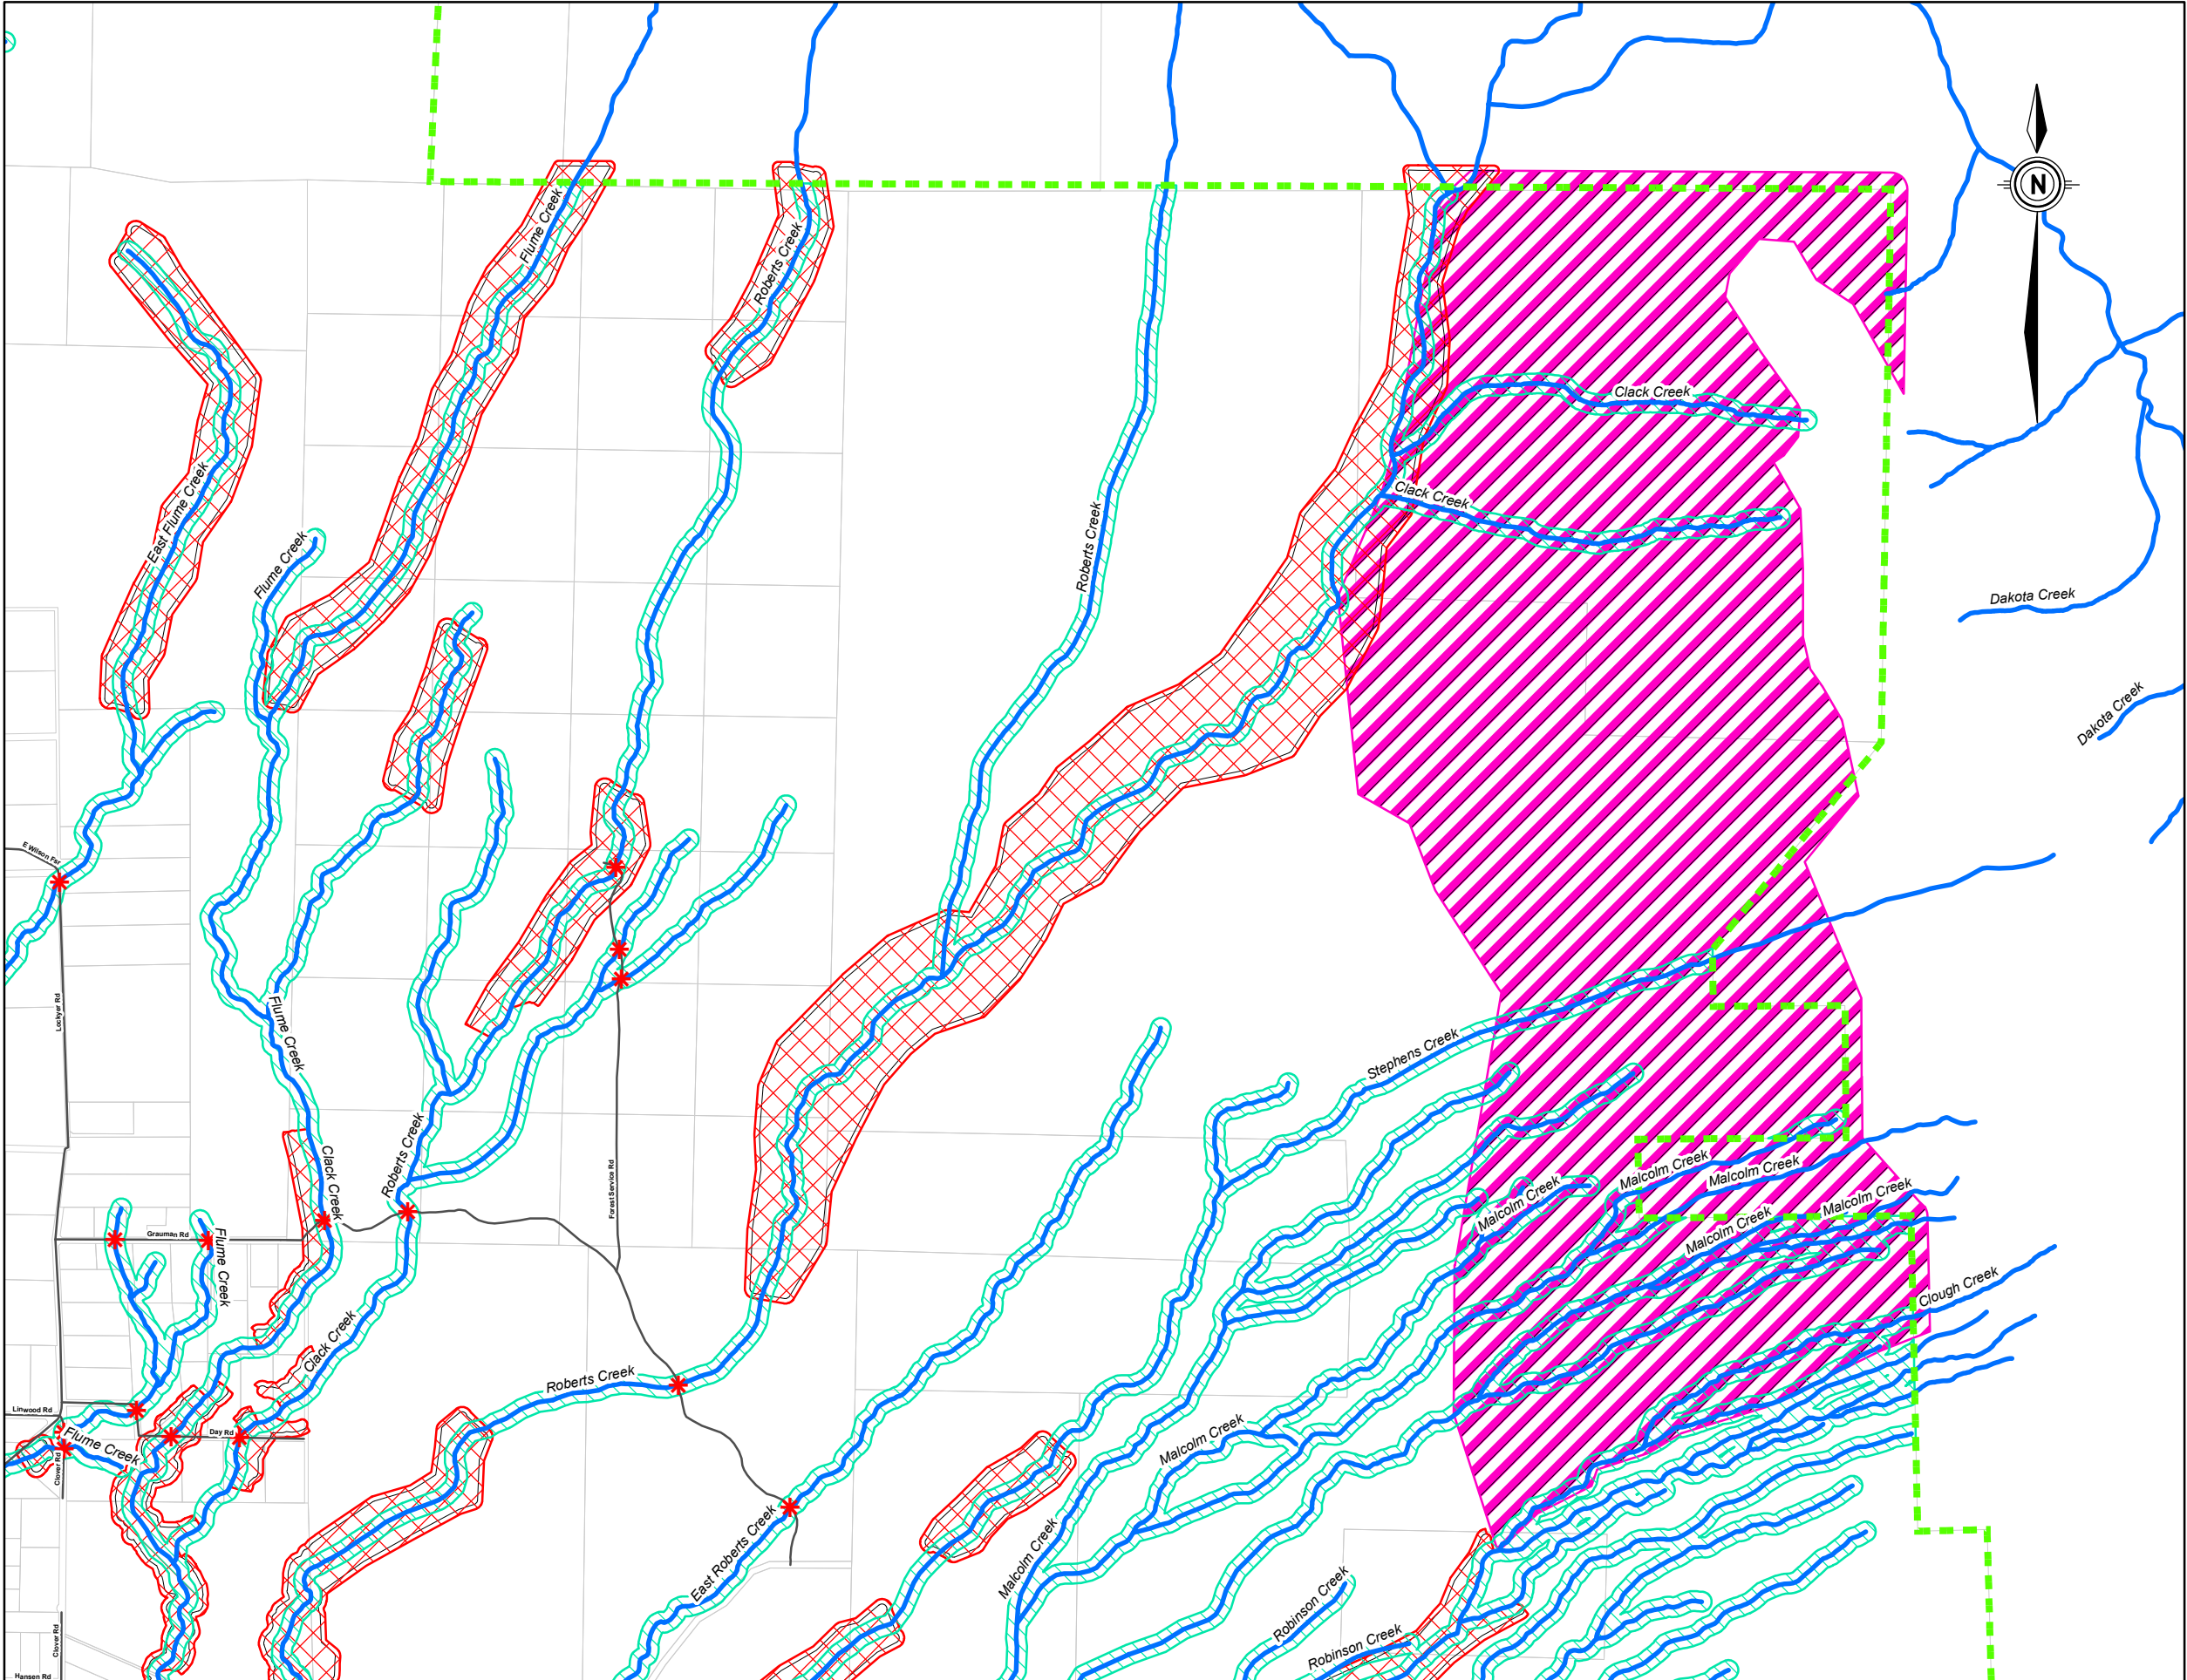 N
Flume Creek
Roberts Creek
Clack Creek
East Flume Creek
Flume Creek
Clack Creek
Roberts Creek
Dakota Creek
Dakota Creek
E Wilson Fsr
Lockyer Rd
Flume Creek
Stephens Creek
Roberts Creek
Clack Creek
Forest Service Rd
Malcolm Creek
Malcolm Creek
Malcolm Creek
Malcolm Creek
Malcolm Creek
Grauman Rd
Flume Creek
Clough Creek
Clack Creek
Roberts Creek
Linwood Rd
Day Rd
Flume Creek
Clover Rd
Malcolm Creek
East Roberts Creek
Malcolm Creek
Robinson Creek
Robinson Creek
Clover Rd
Hansen Rd